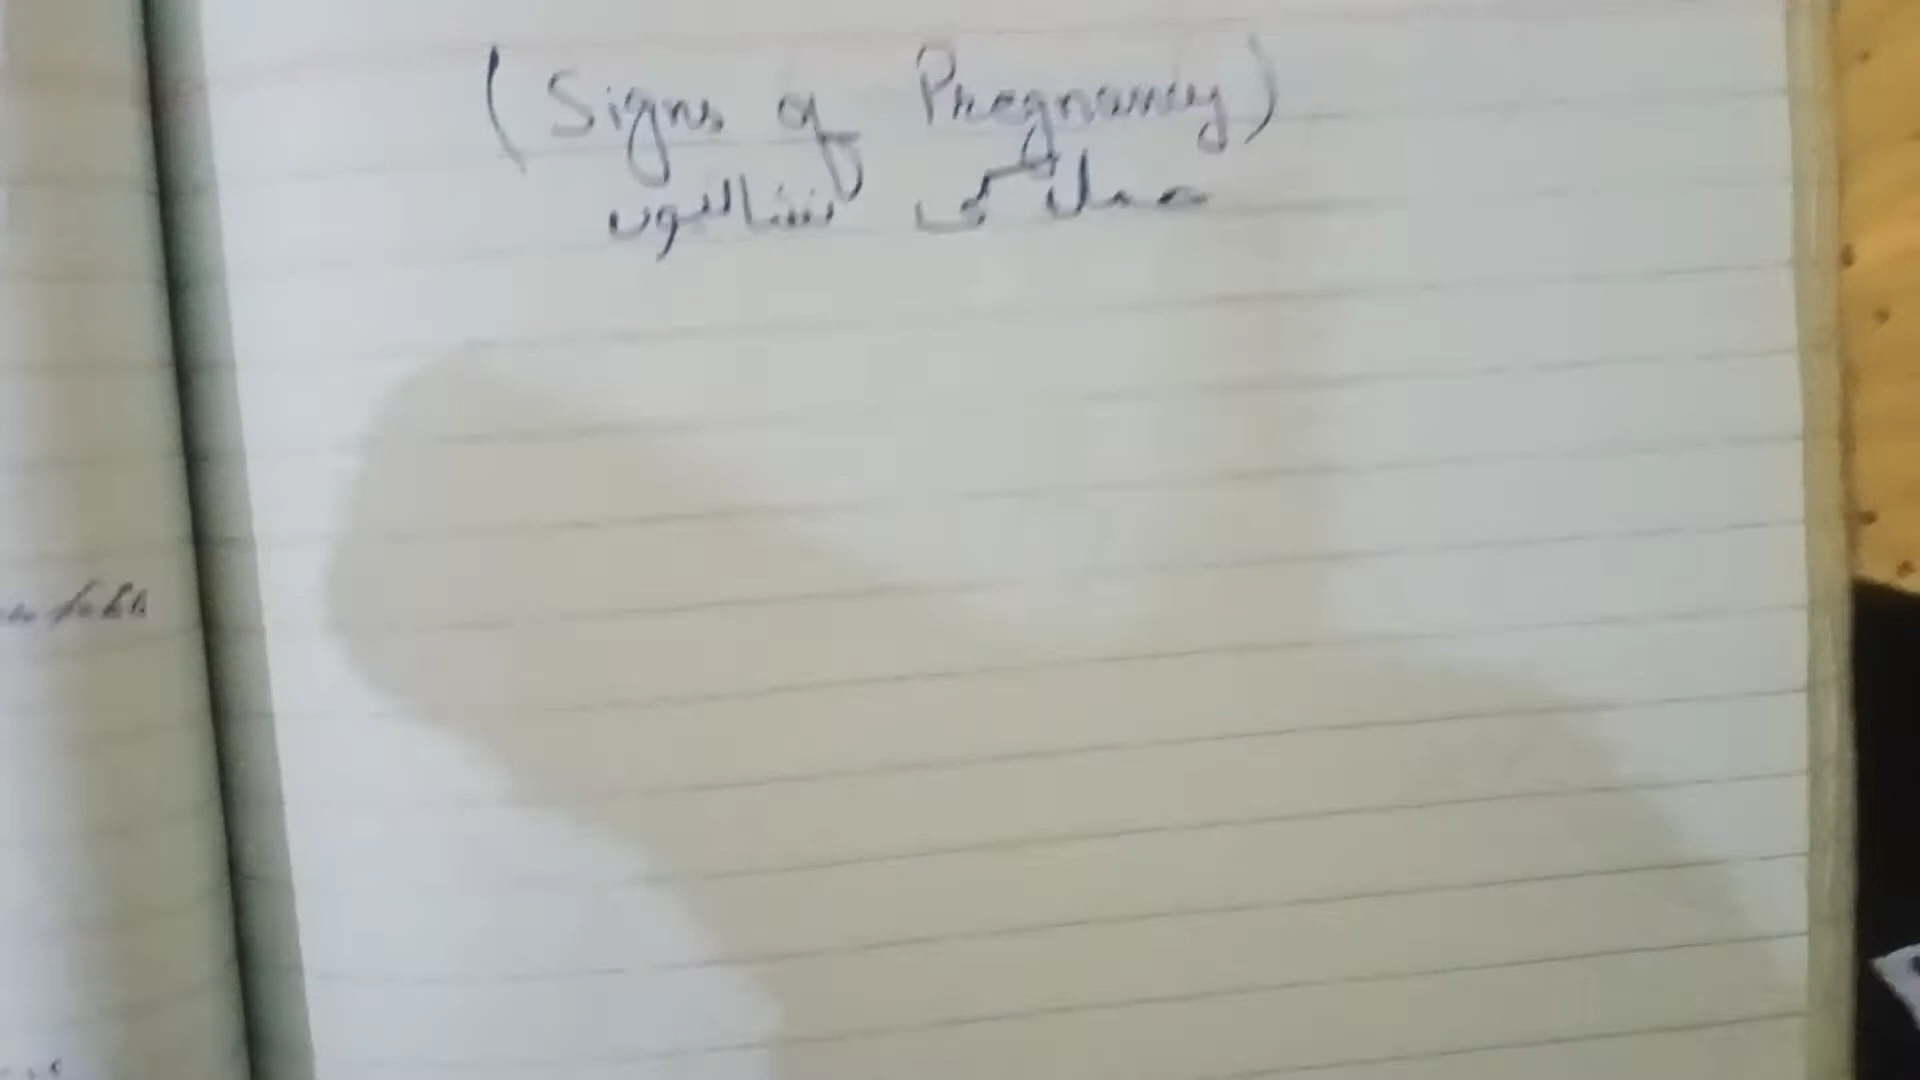 (Signs of Pregnancy)
حمل کی نشانیوں